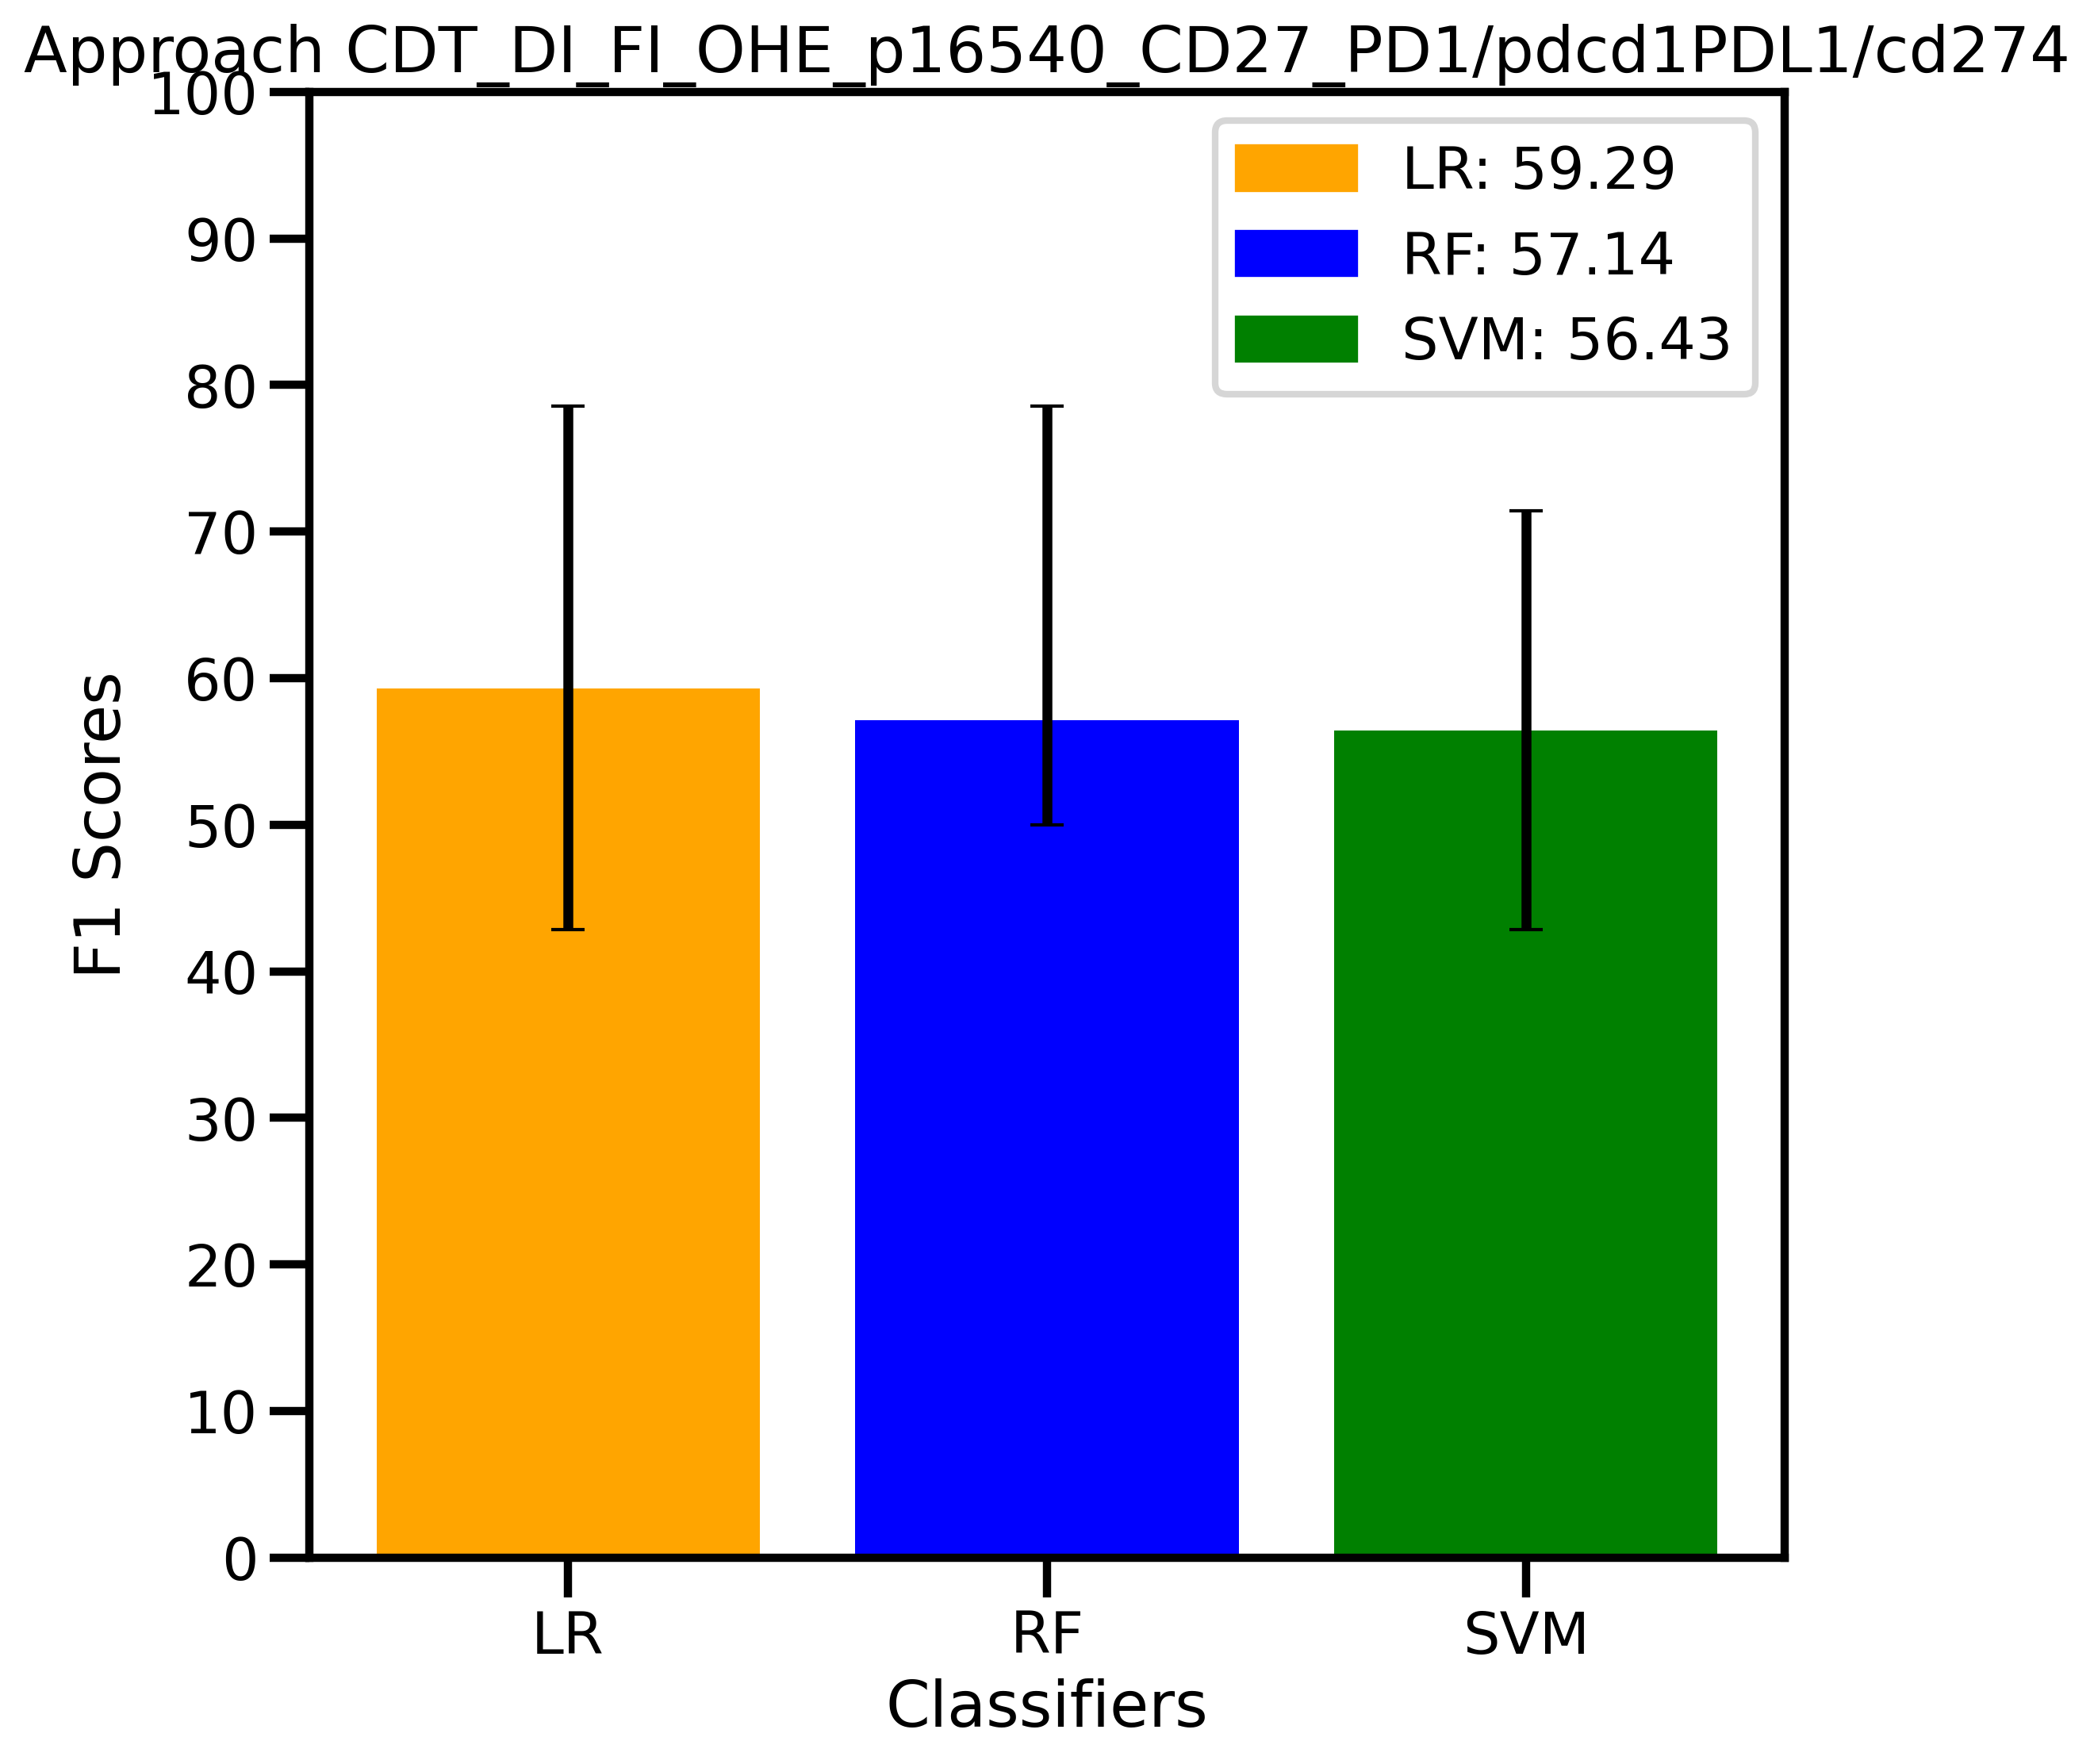 Approach CDT_DI_FI_OHE_p16540_CD27_PD1/pdcd1PDL1/cd274
100
90
80
70
60
50
40
30
20
10
0
F1 Scores
LR: 59.29
RF: 57.14
SVM: 56.43
LR
RF
SVM
Classifiers